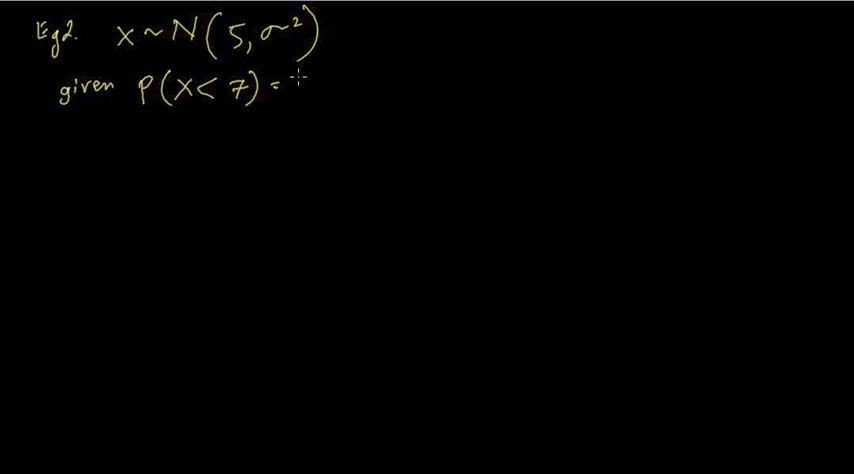 Eg2. X ~ N(5, σ²)
given P(X < 7) =